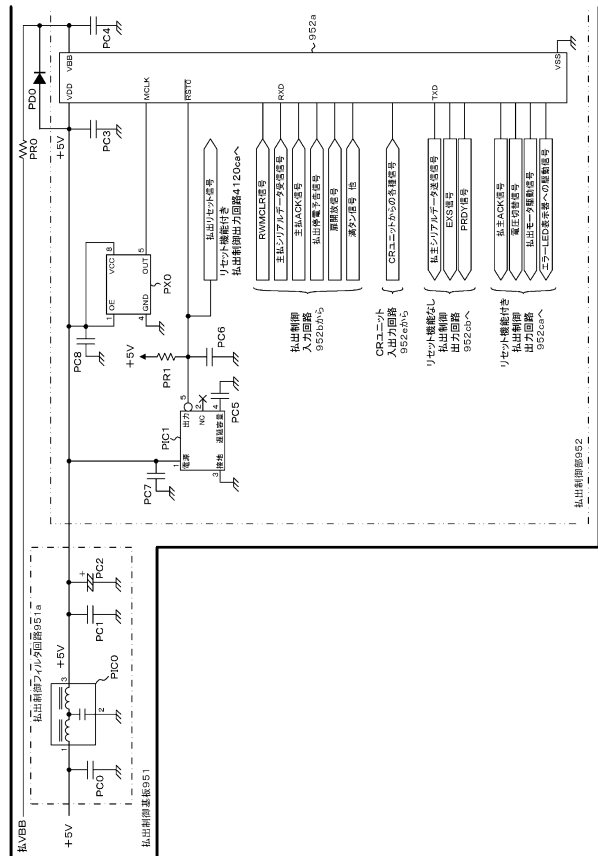 払VBB
+5V
払出制御基板951
払出制御フィルタ回路951a
PC0
1
2
3
PIC0
+5V
PC1
PC2
+
PR0
PD0
PC4
+5V
PC3
VDD
VBB
952a
MCLK
RST0
VSS
PC8
1
OE
VCC
8
4
GND
OUT
5
PX0
+5V
PR1
PC6
PIC1
PC7
1
電源
出力
5
2
NC
3
接地
遅延容量
4
PC5
払出リセット信号
リセット機能付き
払出制御出力回路4120caへ
RXD
RWMCLR信号
主払シリアルデータ受信信号
主払ACK信号
払出停電予告信号
扉開放信号
満タン信号 他
払出制御
入力回路
952bから
CRユニットからの各種信号
CRユニット
入出力回路
952eから
TXD
払主シリアルデータ送信信号
EXS信号
PRDY信号
リセット機能なし
払出制御
出力回路
952cbへ
払主ACK信号
電圧切替信号
払出モータ駆動信号
エラーLED表示器への駆動信号
リセット機能付き
払出制御
出力回路
952caへ
払出制御部952